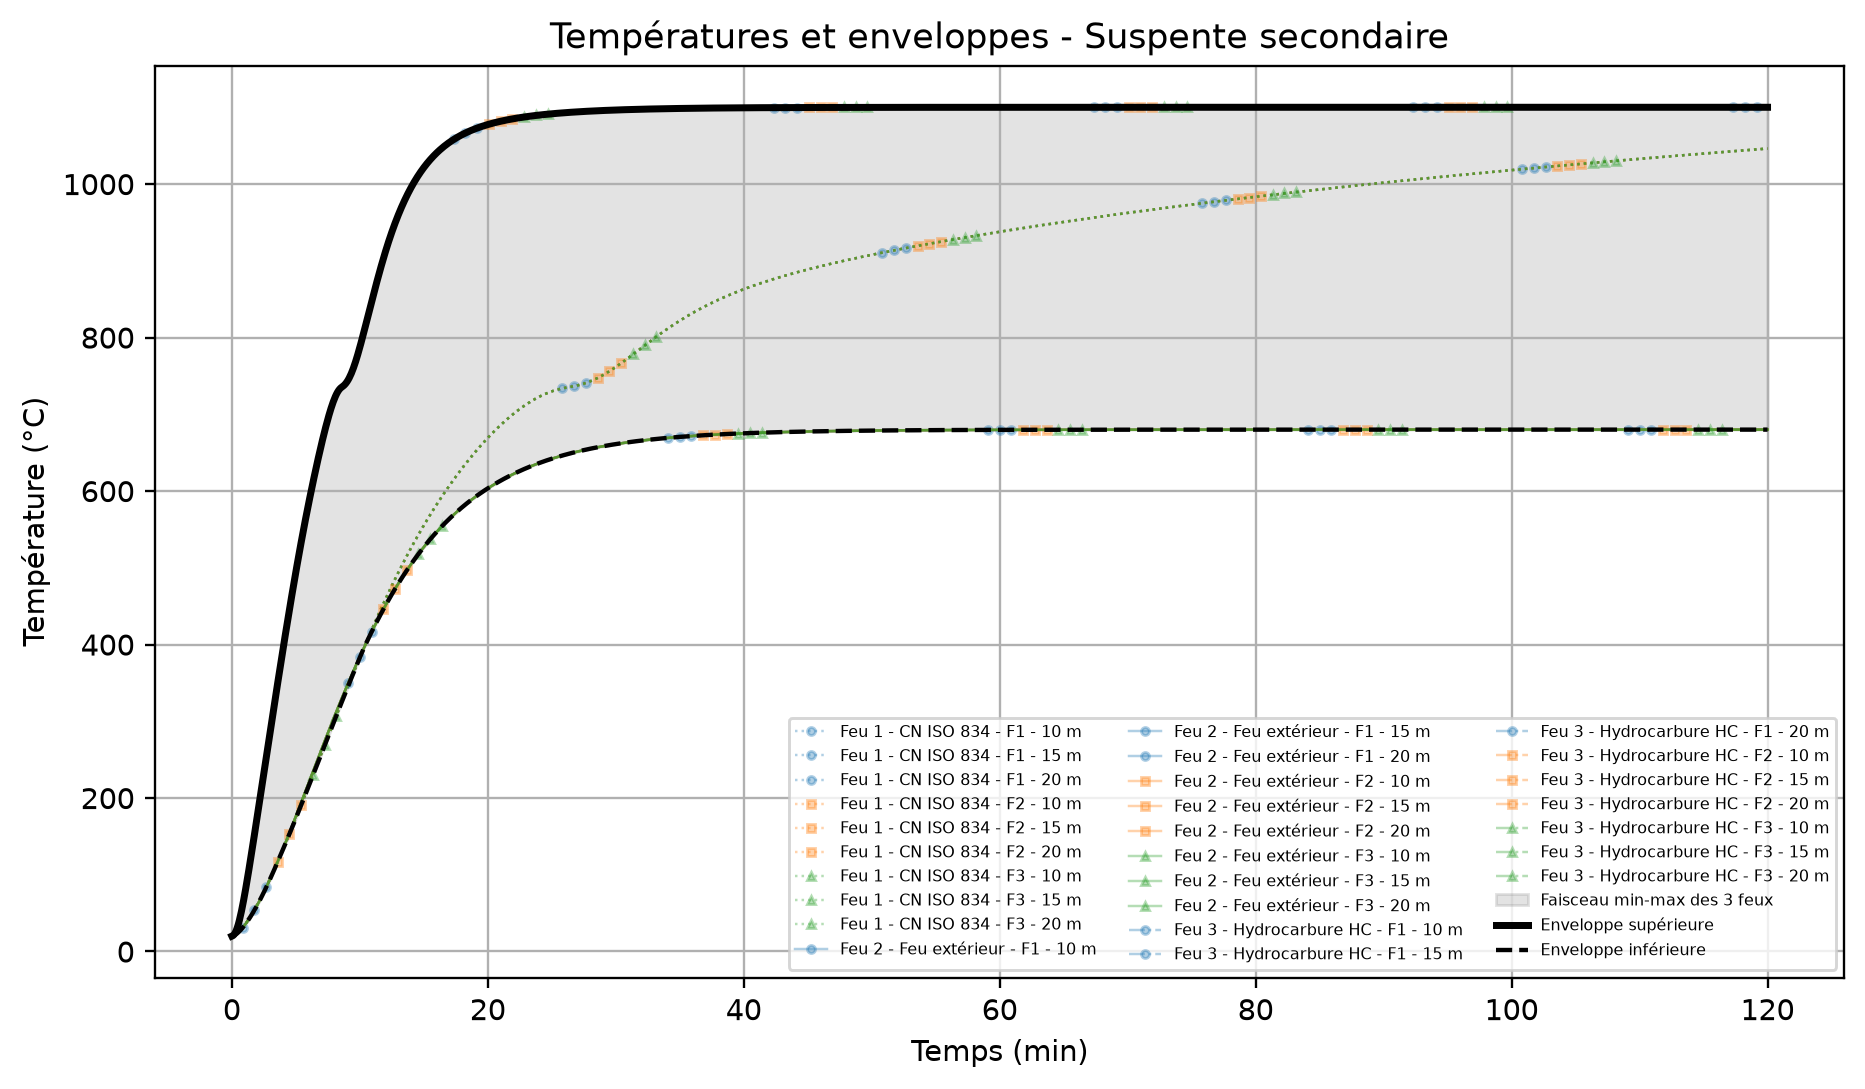 Températures et enveloppes - Suspente secondaire
Température (°C)
1000
800
600
400
200
0
0 20 40 60 80 100 120
Temps (min)
Feu 1 - CN ISO 834 - F1 - 10 m
Feu 1 - CN ISO 834 - F1 - 15 m
Feu 1 - CN ISO 834 - F1 - 20 m
Feu 1 - CN ISO 834 - F2 - 10 m
Feu 1 - CN ISO 834 - F2 - 15 m
Feu 1 - CN ISO 834 - F2 - 20 m
Feu 1 - CN ISO 834 - F3 - 10 m
Feu 1 - CN ISO 834 - F3 - 15 m
Feu 1 - CN ISO 834 - F3 - 20 m
Feu 2 - Feu extérieur - F1 - 10 m
Feu 2 - Feu extérieur - F1 - 15 m
Feu 2 - Feu extérieur - F1 - 20 m
Feu 2 - Feu extérieur - F2 - 10 m
Feu 2 - Feu extérieur - F2 - 15 m
Feu 2 - Feu extérieur - F2 - 20 m
Feu 2 - Feu extérieur - F3 - 10 m
Feu 2 - Feu extérieur - F3 - 15 m
Feu 2 - Feu extérieur - F3 - 20 m
Feu 3 - Hydrocarbure HC - F1 - 10 m
Feu 3 - Hydrocarbure HC - F1 - 15 m
Feu 3 - Hydrocarbure HC - F1 - 20 m
Feu 3 - Hydrocarbure HC - F2 - 10 m
Feu 3 - Hydrocarbure HC - F2 - 15 m
Feu 3 - Hydrocarbure HC - F2 - 20 m
Feu 3 - Hydrocarbure HC - F3 - 10 m
Feu 3 - Hydrocarbure HC - F3 - 15 m
Feu 3 - Hydrocarbure HC - F3 - 20 m
Faisceau min-max des 3 feux
Enveloppe supérieure
Enveloppe inférieure